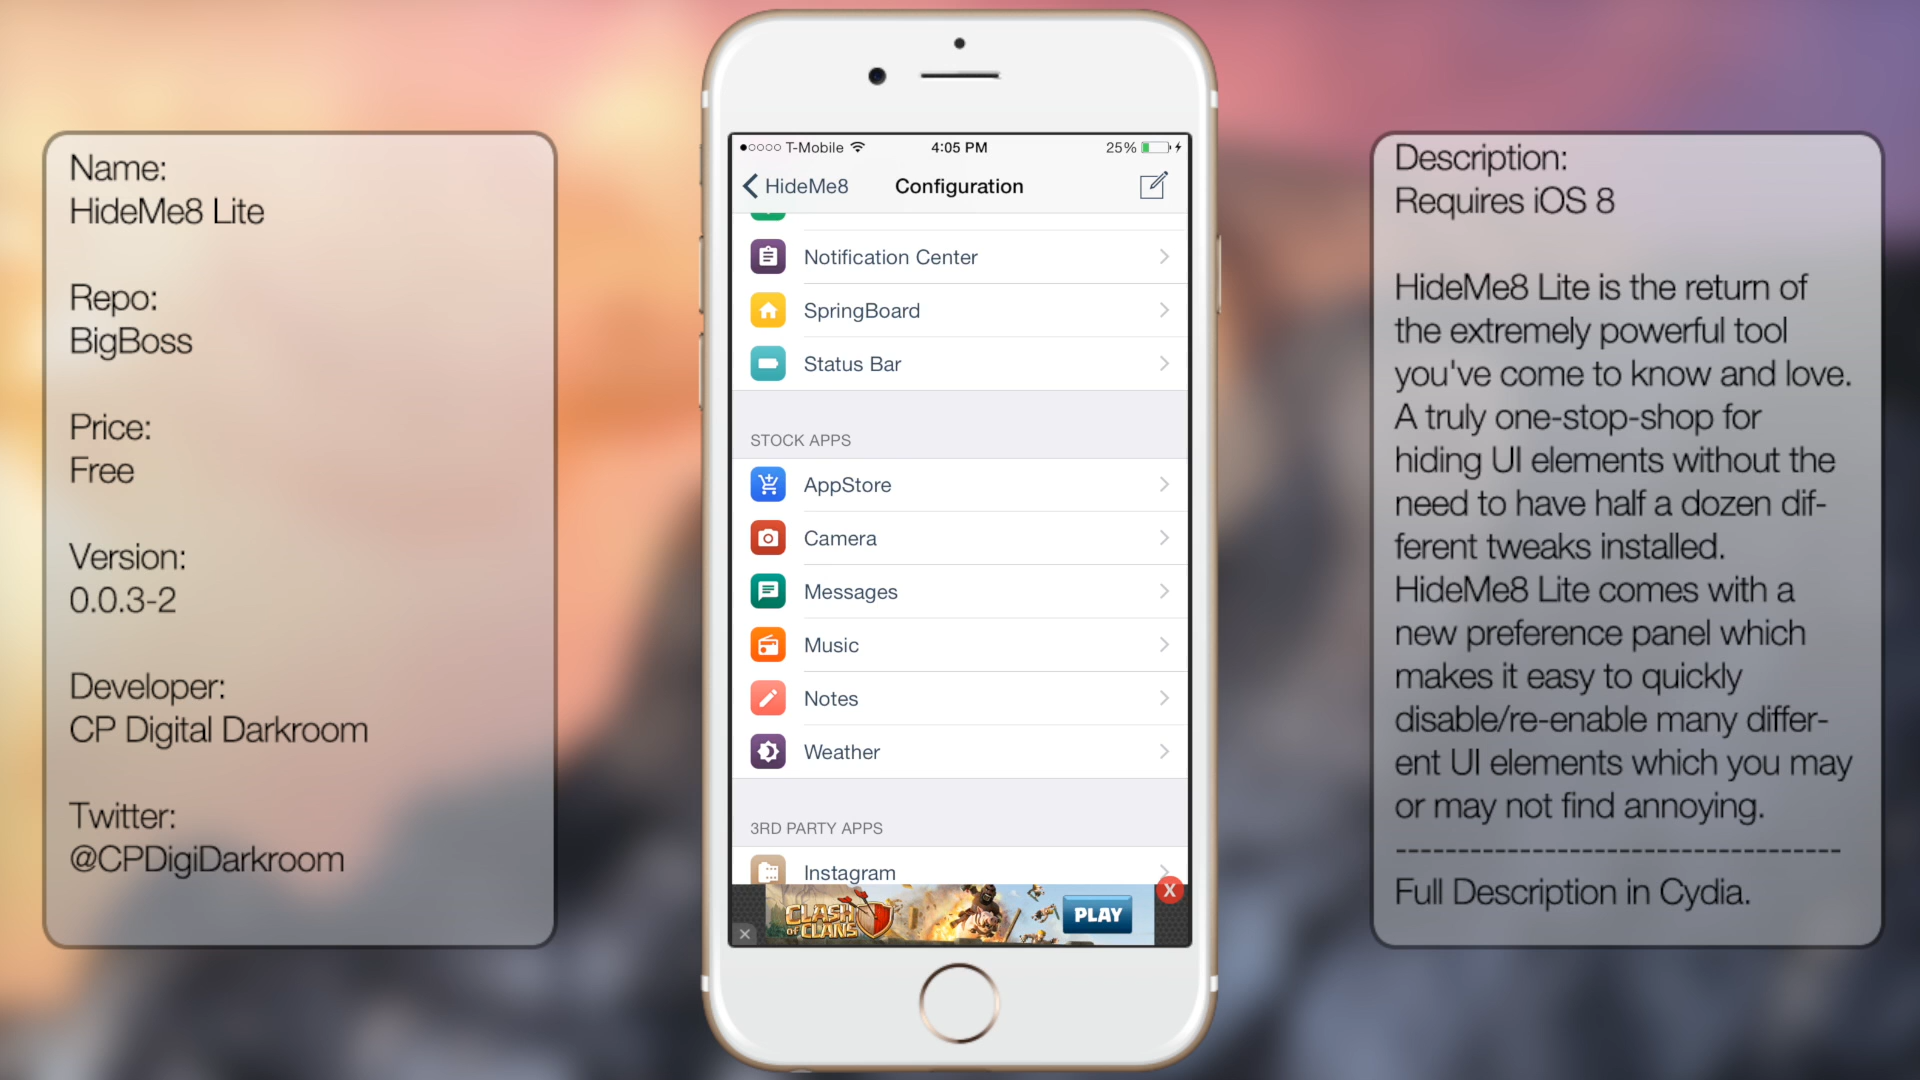 Name:
HideMe8 Lite
Repo:
BigBoss
Price:
Free
Version:
0.0.3-2
Developer:
CP Digital Darkroom
Twitter:
@CPDigiDarkroom
T-Mobile
4:05 PM
25%
HideMe8
Configuration
Notification Center
SpringBoard
Status Bar
STOCK APPS
AppStore
Camera
Messages
Music
Notes
Weather
3RD PARTY APPS
Instagram
CLASH
OF CLANS
PLAY
X
Description:
Requires iOS 8
HideMe8 Lite is the return of
the extremely powerful tool
you've come to know and love.
A truly one-stop-shop for
hiding UI elements without the
need to have half a dozen dif-
ferent tweaks installed.
HideMe8 Lite comes with a
new preference panel which
makes it easy to quickly
disable/re-enable many differ-
ent UI elements which you may
or may not find annoying.
-----------------------------------
Full Description in Cydia.